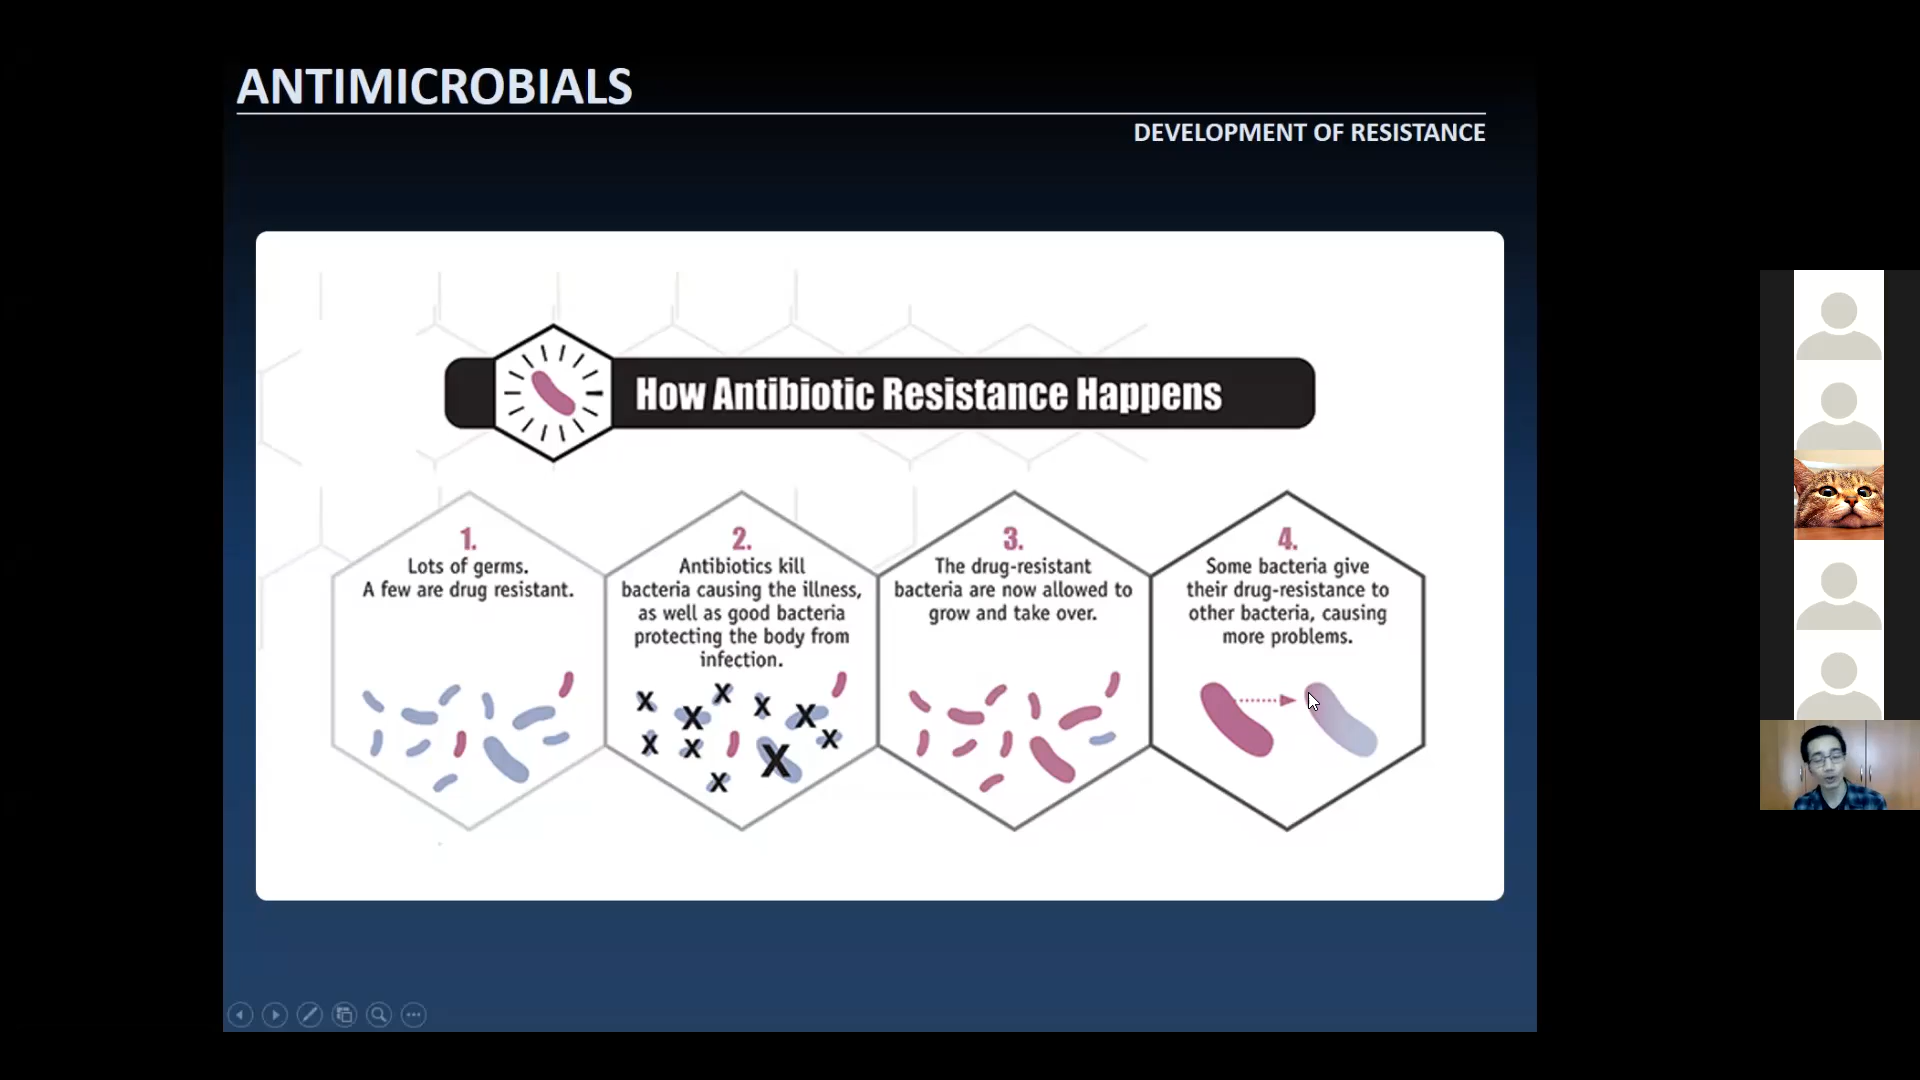 ANTIMICROBIALS
DEVELOPMENT OF RESISTANCE
How Antibiotic Resistance Happens
1.
Lots of germs.
A few are drug resistant.
2.
Antibiotics kill
bacteria causing the illness,
as well as good bacteria
protecting the body from
infection.
X X X X X X X X X X
3.
The drug-resistant
bacteria are now allowed to
grow and take over.
4.
Some bacteria give
their drug-resistance to
other bacteria, causing
more problems.